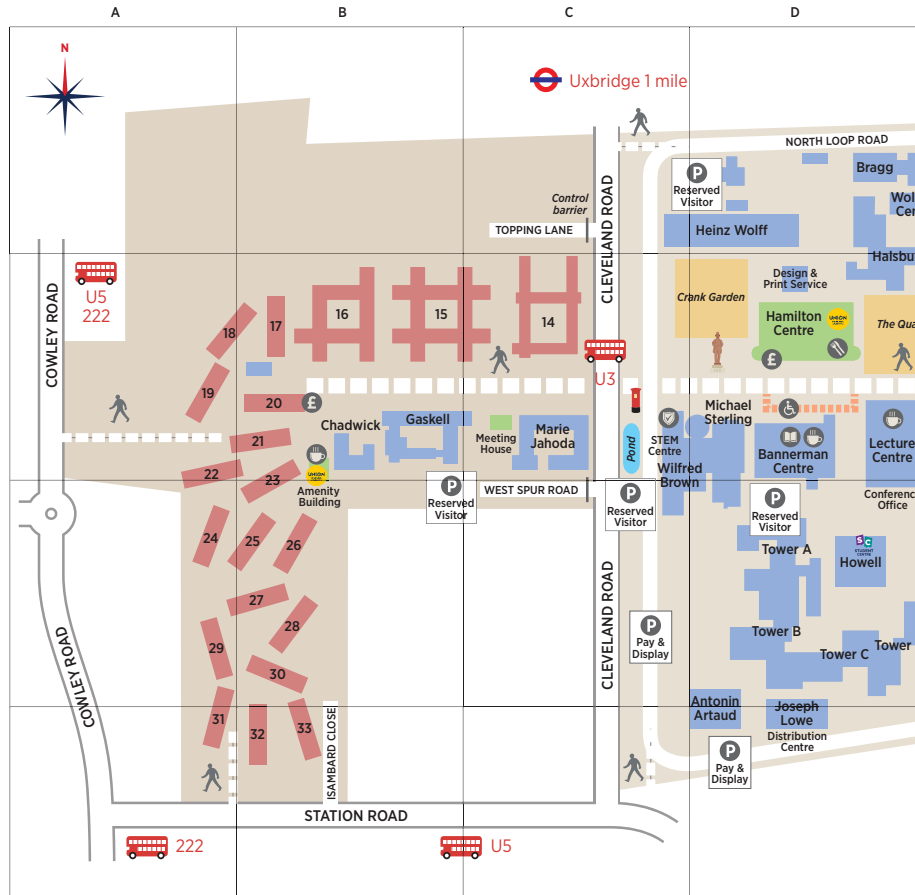 A
B
C
D
N
Uxbridge 1 mile
NORTH LOOP ROAD
Bragg
P
Reserved
Visitor
Control
barrier
TOPPING LANE
CLEVELAND ROAD
Heinz Wolff
U5
222
COWLEY ROAD
Crank Garden
Design &
Print Service
Hamilton
Centre
UNION
£
18
17
16
15
14
U3
19
20
£
21
22
23
Chadwick
Gaskell
Meeting
House
Marie
Jahoda
Pond
STEM
Centre
Wilfred
Brown
Michael
Sterling
Bannerman
Centre
Lecture
Centre
UNION
Amenity
Building
P
Reserved
Visitor
WEST SPUR ROAD
P
Reserved
Visitor
P
Reserved
Visitor
Office
24
25
26
Tower A
SC
STUDENT
CENTRE
Howell
27
28
29
30
CLEVELAND ROAD
P
Pay &
Display
Tower B
Tower C
Tower
COWLEY ROAD
31
32
33
ISAMBARD CLOSE
Antonin
Artaud
Joseph
Lowe
Distribution
Centre
P
Pay &
Display
STATION ROAD
222
U5